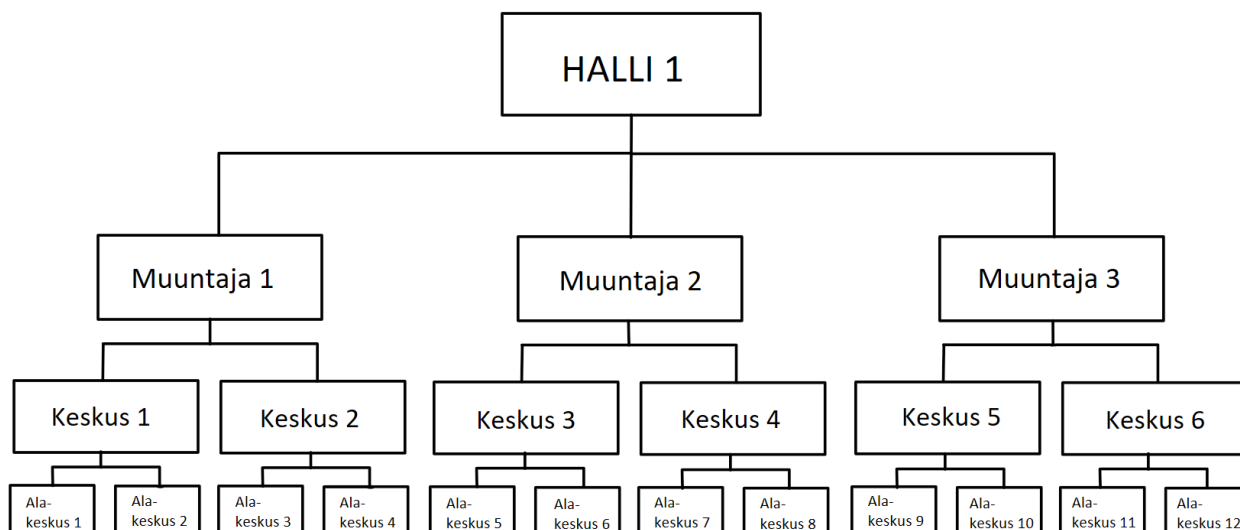 HALLI 1
Muuntaja 1
Muuntaja 2
Muuntaja 3
Keskus 1
Keskus 2
Keskus 3
Keskus 4
Keskus 5
Keskus 6
Ala-
keskus 1
Ala-
keskus 2
Ala-
keskus 3
Ala-
keskus 4
Ala-
keskus 5
Ala-
keskus 6
Ala-
keskus 7
Ala-
keskus 8
Ala-
keskus 9
Ala-
keskus 10
Ala-
keskus 11
Ala-
keskus 12